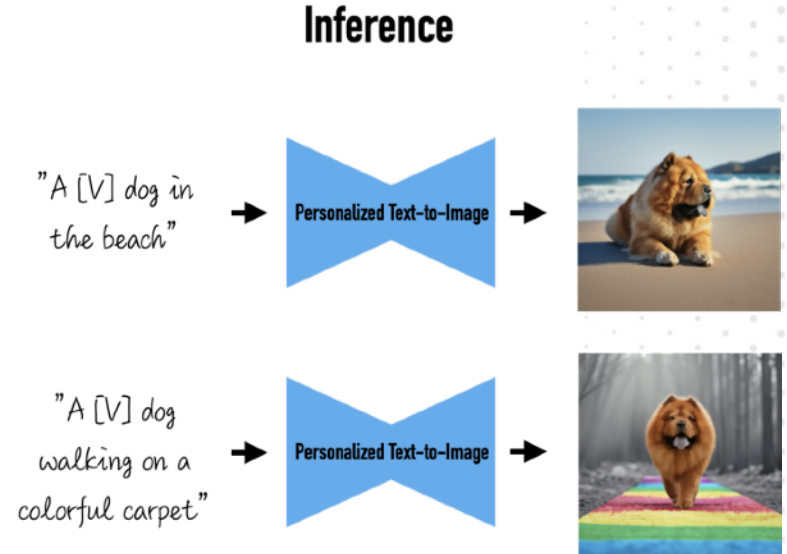 Inference
"A [V] dog in
the beach"
Personalized Text-to-Image
"A [V] dog
walking on a
colorful carpet"
Personalized Text-to-Image